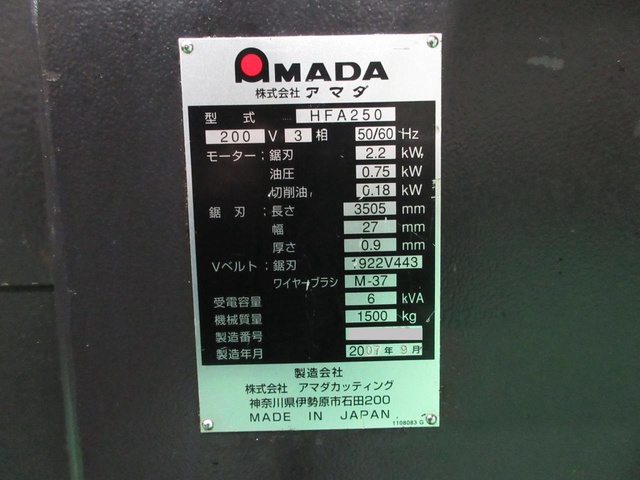 AMADA
株式会社 アマダ
型式 HFA250
200 V 3 相 50/60 Hz
モーター:鋸刃 2.2 kW
油圧 0.75 kW
切削油 0.18 kW
鋸刃:長さ 3505 mm
幅 27 mm
厚さ 0.9 mm
Vベルト:鋸刃 1922V443
ワイヤーブラシ M-37
受電容量 6 kVA
機械質量 1500 kg
製造番号
製造年月 2007年 9月
製造会社
株式会社 アマダカッティング
神奈川県伊勢原市石田200
MADE IN JAPAN
1108083 G